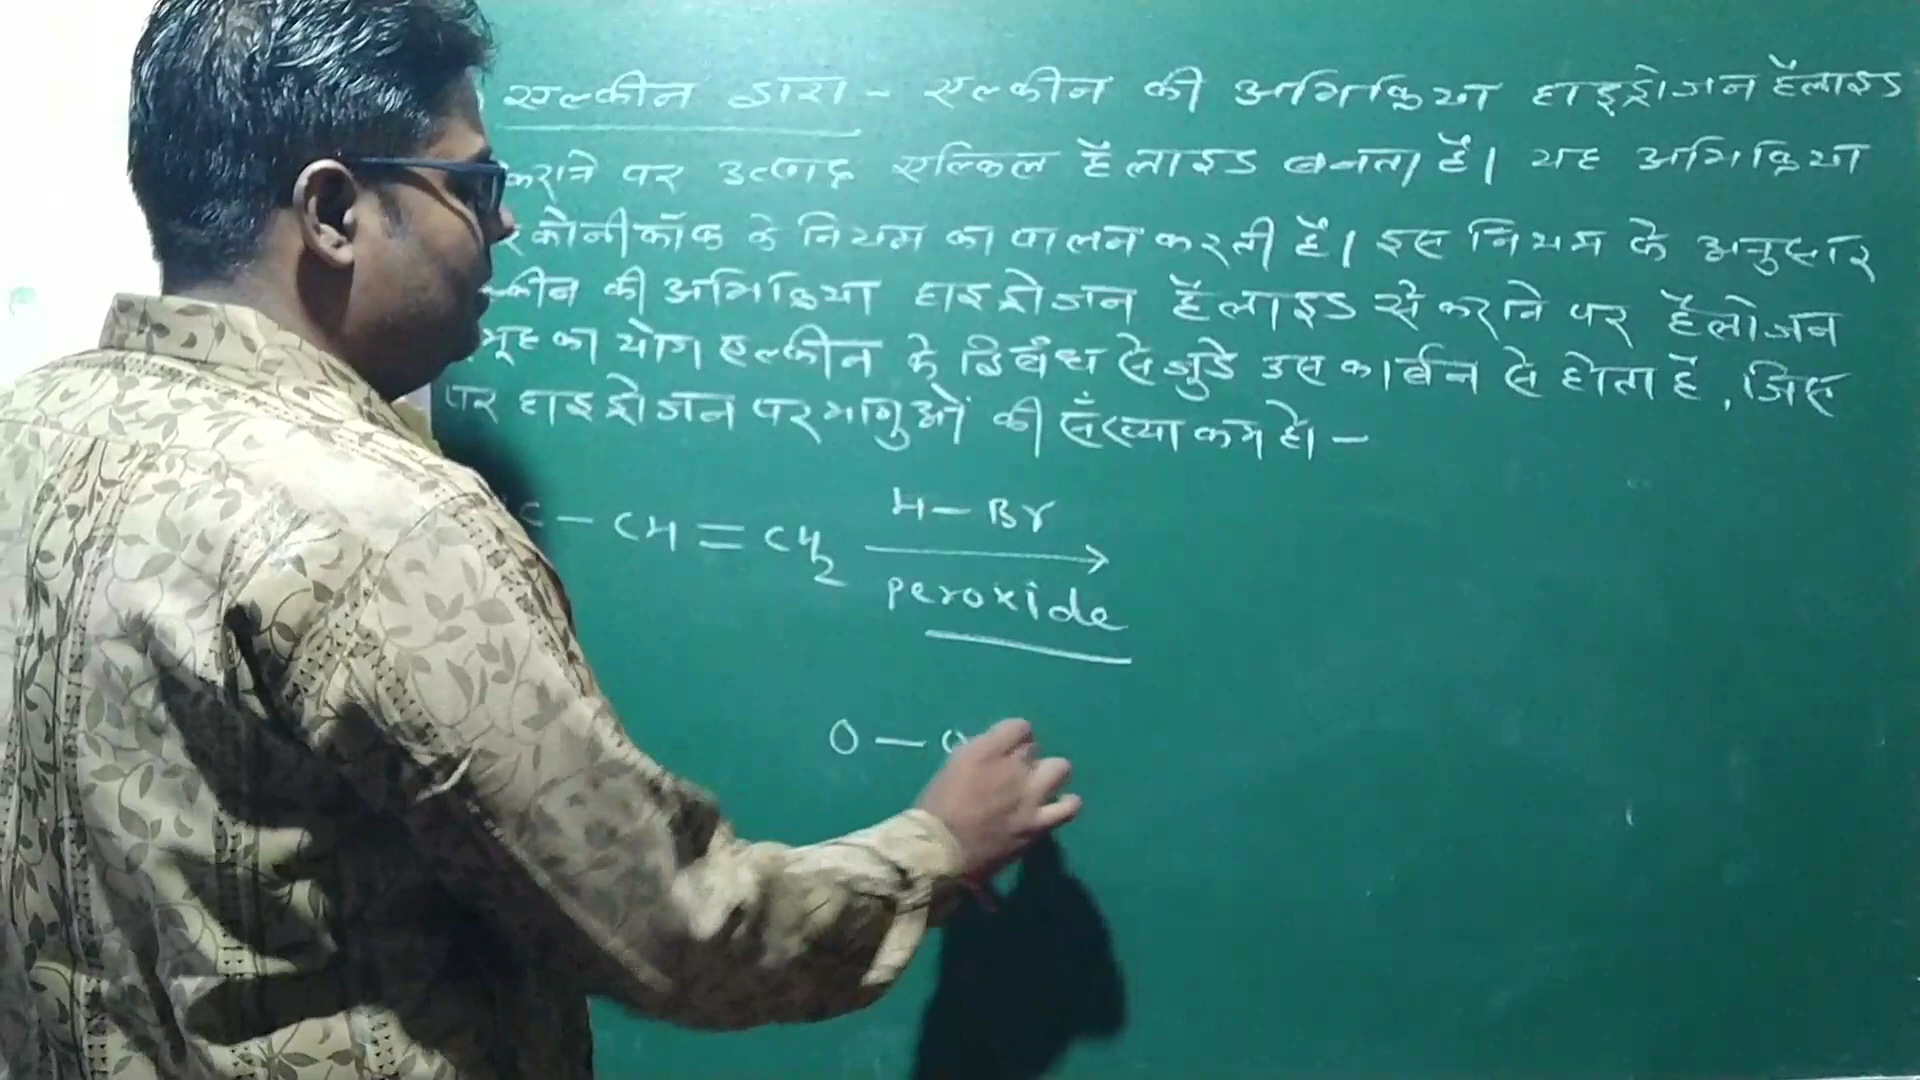 एल्कीन द्वारा - एल्कीन की अभिक्रिया हाइड्रोजन हैलाइड
कराने पर उत्पाद एल्किल हैलाइड बनता है। यह अभिक्रिया
कोनीकॉफ के नियम का पालन करती है। इस नियम के अनुसार
की अभिक्रिया हाइड्रोजन हैलाइड से कराने पर हैलोजन
का योग एल्कीन के द्विबंध से जुड़े उस कार्बन से होता है, जिस
पर हाइड्रोजन परमाणुओं की संख्या कम हो -
C - CH = CH2 H - Br
peroxide
O - O